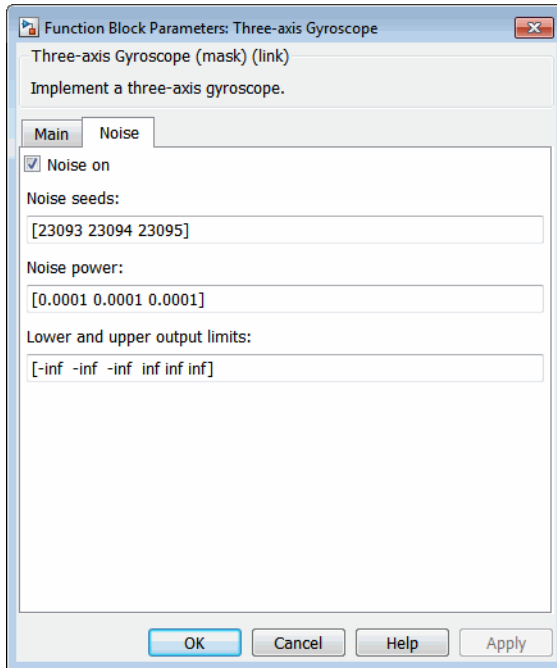 Function Block Parameters: Three-axis Gyroscope
Three-axis Gyroscope (mask) (link)
Implement a three-axis gyroscope.
Main Noise
Noise on
Noise seeds:
[23093 23094 23095]
Noise power:
[0.0001 0.0001 0.0001]
Lower and upper output limits:
[-inf -inf -inf inf inf inf]
OK Cancel Help Apply